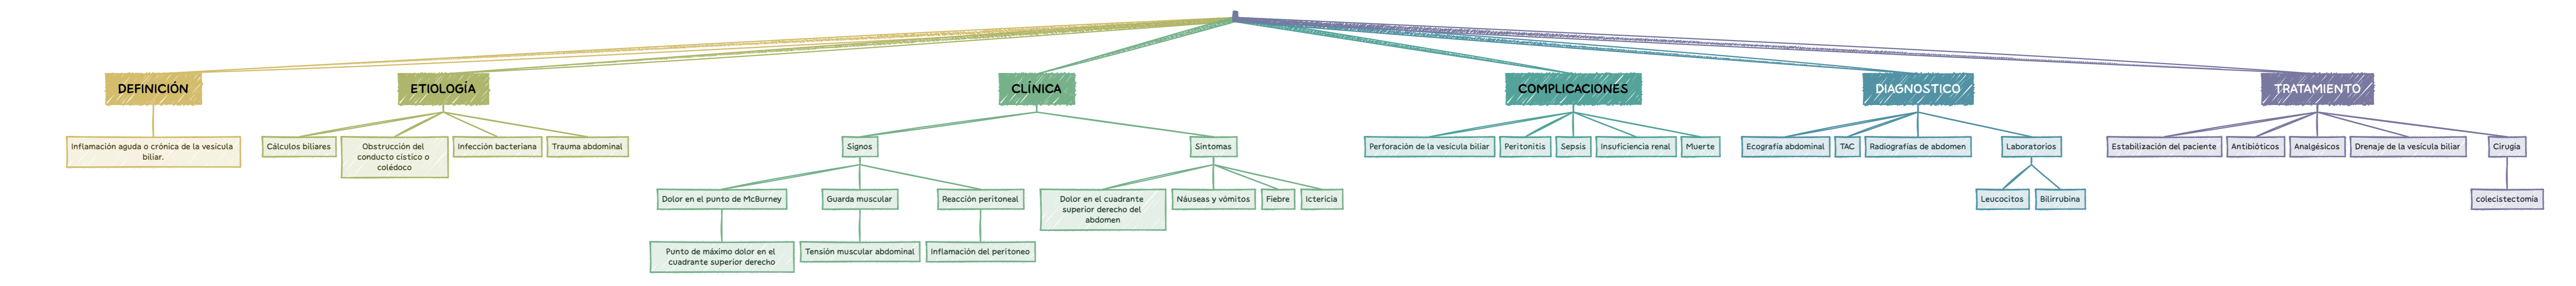 DEFINICIÓN
ETIOLOGÍA
CLÍNICA
COMPLICACIONES
DIAGNOSTICO
TRATAMIENTO
Inflamación aguda o crónica de la vesícula
biliar.
Cálculos biliares
Obstrucción del
conducto cístico o
colédoco
Infección bacteriana
Trauma abdominal
Signos
Sintomas
Perforación de la vesícula biliar
Peritonitis
Sepsis
Insuficiencia renal
Muerte
Ecografía abdominal
TAC
Radiografías de abdomen
Laboratorios
Estabilización del paciente
Antibióticos
Analgésicos
Drenaje de la vesícula biliar
Cirugía
Dolor en el punto de McBurney
Guarda muscular
Reacción peritoneal
Dolor en el cuadrante
superior derecho del
abdomen
Náuseas y vómitos
Fiebre
Ictericia
Leucocitos
Bilirrubina
colecistectomía
Punto de máximo dolor en el
cuadrante superior derecho
Tensión muscular abdominal
Inflamación del peritoneo